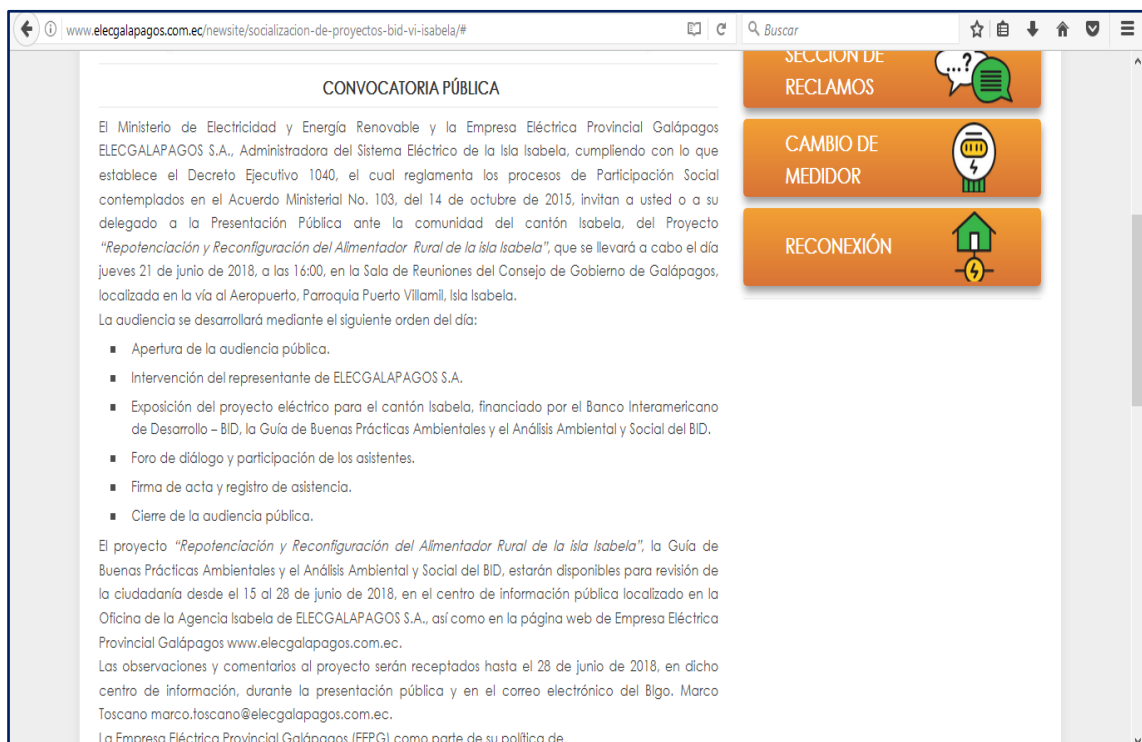 www.elecgalapagos.com.ec/newsite/socializacion-de-proyectos-bid-vi-isabela/#
Buscar
CONVOCATORIA PÚBLICA
El Ministerio de Electricidad y Energía Renovable y la Empresa Eléctrica Provincial Galápagos
ELECGALAPAGOS S.A., Administradora del Sistema Eléctrico de la Isla Isabela, cumpliendo con lo que
establece el Decreto Ejecutivo 1040, el cual reglamenta los procesos de Participación Social
contemplados en el Acuerdo Ministerial No. 103, del 14 de octubre de 2015, invitan a usted o a su
delegado a la Presentación Pública ante la comunidad del cantón Isabela, del Proyecto
“Repotenciación y Reconfiguración del Alimentador Rural de la isla Isabela”, que se llevará a cabo el día
jueves 21 de junio de 2018, a las 16:00, en la Sala de Reuniones del Consejo de Gobierno de Galápagos,
localizada en la vía al Aeropuerto, Parroquia Puerto Villamil, Isla Isabela.
La audiencia se desarrollará mediante el siguiente orden del día:
▪ Apertura de la audiencia pública.
▪ Intervención del representante de ELECGALAPAGOS S.A.
▪ Exposición del proyecto eléctrico para el cantón Isabela, financiado por el Banco Interamericano
de Desarrollo – BID, la Guía de Buenas Prácticas Ambientales y el Análisis Ambiental y Social del BID.
▪ Foro de diálogo y participación de los asistentes.
▪ Firma de acta y registro de asistencia.
▪ Cierre de la audiencia pública.
El proyecto “Repotenciación y Reconfiguración del Alimentador Rural de la isla Isabela”, la Guía de
Buenas Prácticas Ambientales y el Análisis Ambiental y Social del BID, estarán disponibles para revisión de
la ciudadanía desde el 15 al 28 de junio de 2018, en el centro de información pública localizado en la
Oficina de la Agencia Isabela de ELECGALAPAGOS S.A., así como en la página web de Empresa Eléctrica
Provincial Galápagos www.elecgalapagos.com.ec.
Las observaciones y comentarios al proyecto serán receptados hasta el 28 de junio de 2018, en dicho
centro de información, durante la presentación pública y en el correo electrónico del Blgo. Marco
Toscano marco.toscano@elecgalapagos.com.ec.
La Empresa Eléctrica Provincial Galápagos (EEPG) como parte de su política de
SECCIÓN DE
RECLAMOS
...?
CAMBIO DE
MEDIDOR
RECONEXIÓN